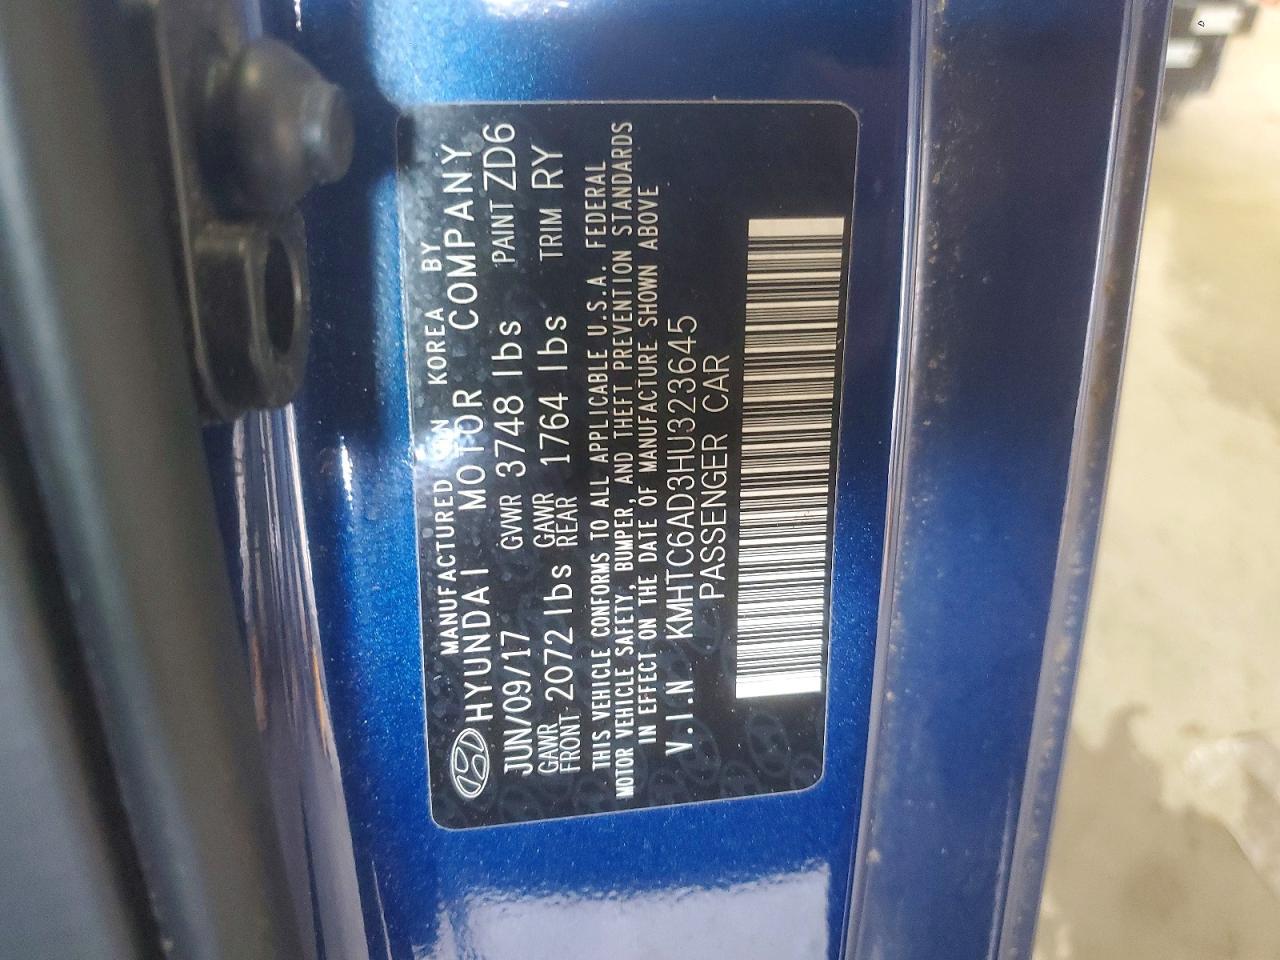 MANUFACTURED IN KOREA BY
HYUNDAI MOTOR COMPANY
JUN/09/17 GVWR 3748 lbs PAINT ZD6
GAWR FRONT 2072 lbs GAWR REAR 1764 lbs TRIM RY
THIS VEHICLE CONFORMS TO ALL APPLICABLE U.S.A. FEDERAL
MOTOR VEHICLE SAFETY, BUMPER, AND THEFT PREVENTION STANDARDS
IN EFFECT ON THE DATE OF MANUFACTURE SHOWN ABOVE
V.I.N KMHTC6AD3HU323645
PASSENGER CAR